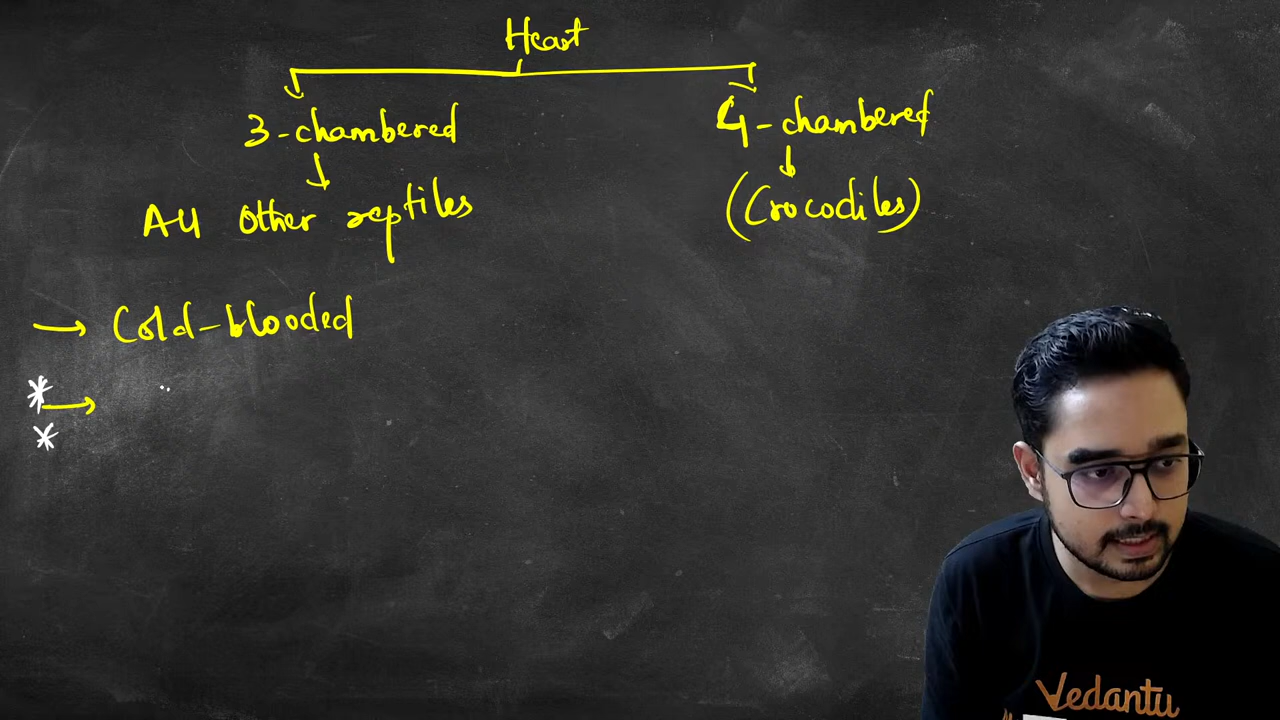 Heart
3-chambered
4-chambered
All Other reptiles
(Crocodiles)
→ Cold-blooded
*→
*
Vedantu